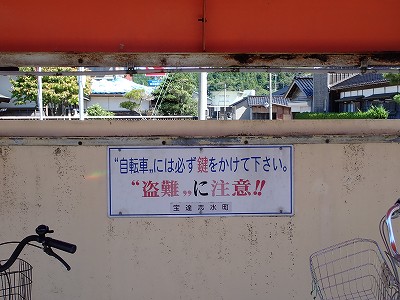 “自転車„には必ず鍵をかけて下さい。
“盗難„に注意!!
宝達志水町